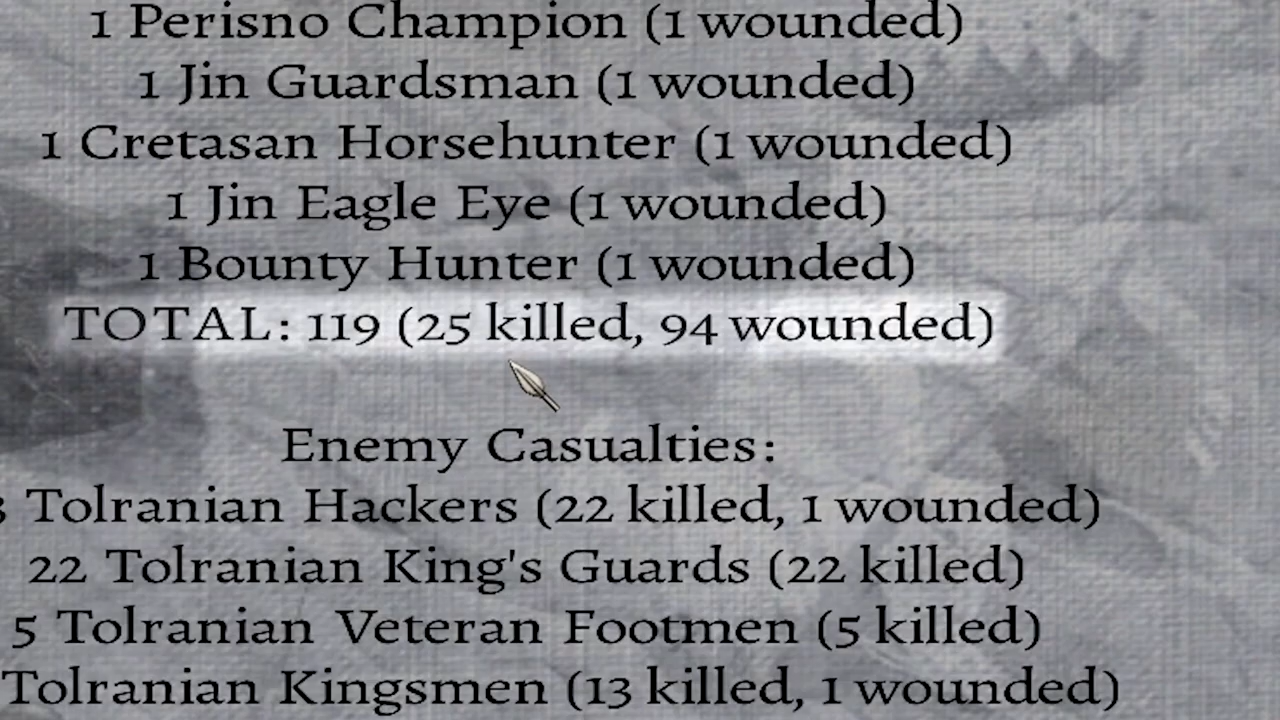 1 Perisno Champion (1 wounded)
1 Jin Guardsman (1 wounded)
1 Cretasan Horsehunter (1 wounded)
1 Jin Eagle Eye (1 wounded)
1 Bounty Hunter (1 wounded)
TOTAL: 119 (25 killed, 94 wounded)
Enemy Casualties:
Tolranian Hackers (22 killed, 1 wounded)
22 Tolranian King's Guards (22 killed)
5 Tolranian Veteran Footmen (5 killed)
Tolranian Kingsmen (13 killed, 1 wounded)